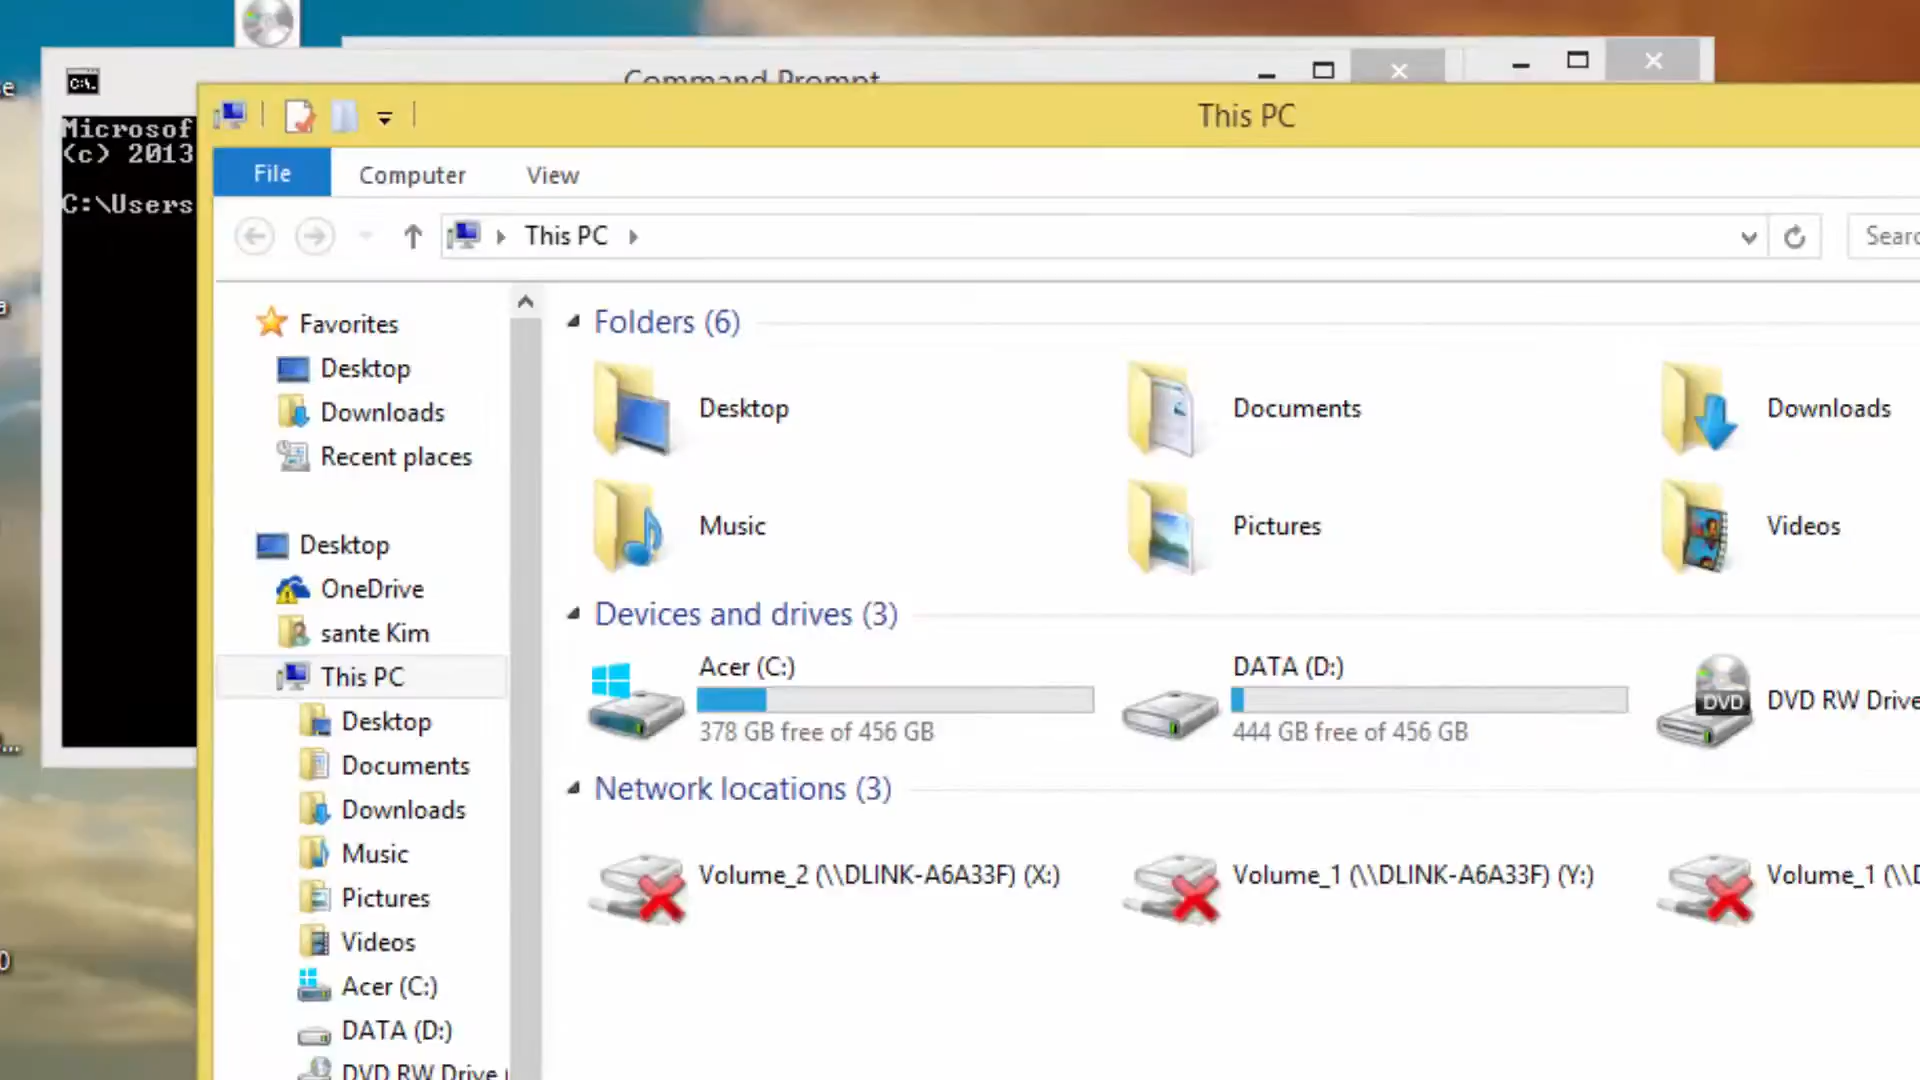 Command Prompt
C:\.
Microsof
(c) 2013
C:\Users
This PC
File
Computer
View
This PC
Searc
Favorites
Desktop
Downloads
Recent places
Desktop
OneDrive
sante Kim
This PC
Desktop
Documents
Downloads
Music
Pictures
Videos
Acer (C:)
DATA (D:)
DVD RW Drive
Folders (6)
Desktop
Documents
Downloads
Music
Pictures
Videos
Devices and drives (3)
Acer (C:)
378 GB free of 456 GB
DATA (D:)
444 GB free of 456 GB
DVD
DVD RW Drive
Network locations (3)
Volume_2 (\\DLINK-A6A33F) (X:)
Volume_1 (\\DLINK-A6A33F) (Y:)
Volume_1 (\\D